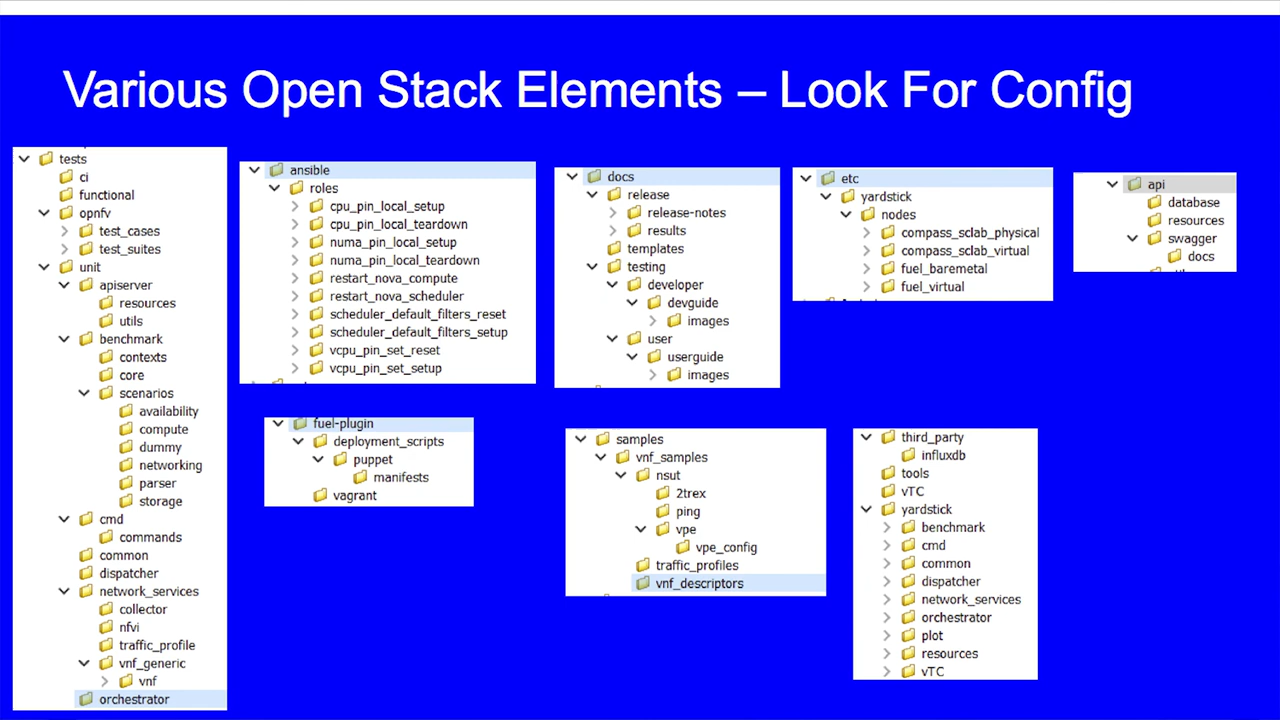 Various Open Stack Elements – Look For Config
tests
ci
functional
opnfv
test_cases
test_suites
unit
apiserver
resources
utils
benchmark
contexts
core
scenarios
availability
compute
dummy
networking
parser
storage
cmd
commands
common
dispatcher
network_services
collector
nfvi
traffic_profile
vnf_generic
vnf
orchestrator
ansible
roles
cpu_pin_local_setup
cpu_pin_local_teardown
numa_pin_local_setup
numa_pin_local_teardown
restart_nova_compute
restart_nova_scheduler
scheduler_default_filters_reset
scheduler_default_filters_setup
vcpu_pin_set_reset
vcpu_pin_set_setup
docs
release
release-notes
results
templates
testing
developer
devguide
images
user
userguide
images
etc
yardstick
nodes
compass_sclab_physical
compass_sclab_virtual
fuel_baremetal
fuel_virtual
api
database
resources
swagger
docs
fuel-plugin
deployment_scripts
puppet
manifests
vagrant
samples
vnf_samples
nsut
2trex
ping
vpe
vpe_config
traffic_profiles
vnf_descriptors
third_party
influxdb
tools
vTC
yardstick
benchmark
cmd
common
dispatcher
network_services
orchestrator
plot
resources
vTC